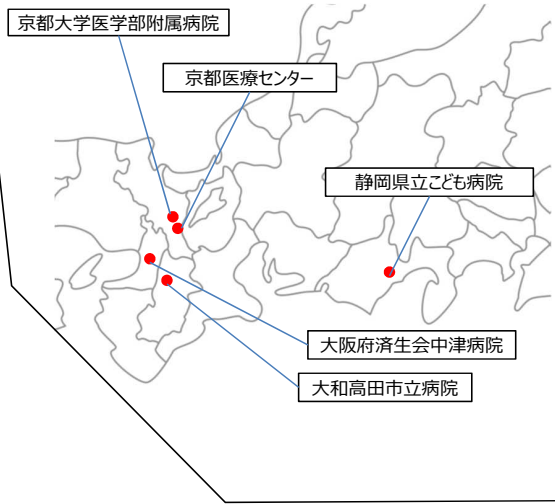 京都大学医学部附属病院
京都医療センター
静岡県立こども病院
大阪府済生会中津病院
大和高田市立病院